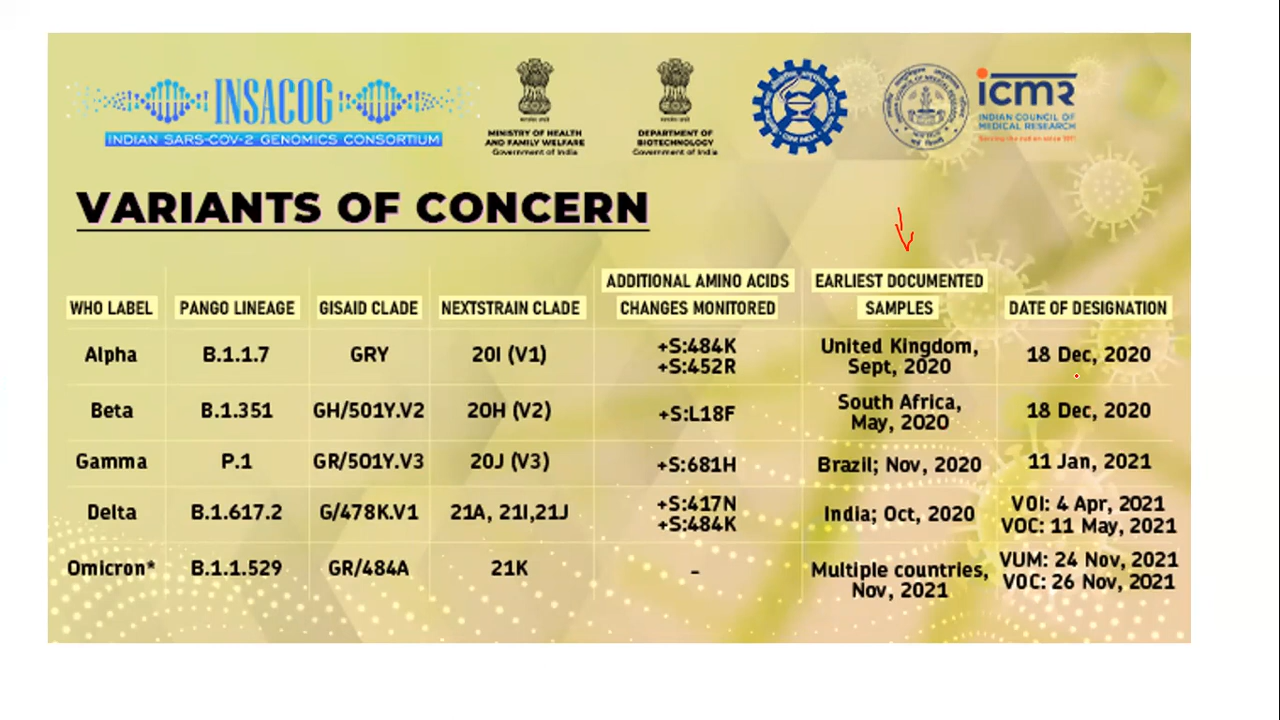 INSACOG
INDIAN SARS-COV-2 GENOMICS CONSORTIUM
MINISTRY OF HEALTH
AND FAMILY WELFARE
Government of India
DEPARTMENT OF
BIOTECHNOLOGY
Government of India
icmr
INDIAN COUNCIL OF
MEDICAL RESEARCH
Serving the nation since 1911
VARIANTS OF CONCERN
WHO LABEL PANGO LINEAGE GISAID CLADE NEXTSTRAIN CLADE ADDITIONAL AMINO ACIDS CHANGES MONITORED EARLIEST DOCUMENTED SAMPLES DATE OF DESIGNATION
Alpha B.1.1.7 GRY 20I (V1) +S:484K +S:452R United Kingdom, Sept, 2020 18 Dec, 2020
Beta B.1.351 GH/501Y.V2 20H (V2) +S:L18F South Africa, May, 2020 18 Dec, 2020
Gamma P.1 GR/501Y.V3 20J (V3) +S:681H Brazil; Nov, 2020 11 Jan, 2021
Delta B.1.617.2 G/478K.V1 21A, 21I,21J +S:417N +S:484K India; Oct, 2020 VOI: 4 Apr, 2021 VOC: 11 May, 2021
Omicron* B.1.1.529 GR/484A 21K - Multiple countries, Nov, 2021 VUM: 24 Nov, 2021 VOC: 26 Nov, 2021